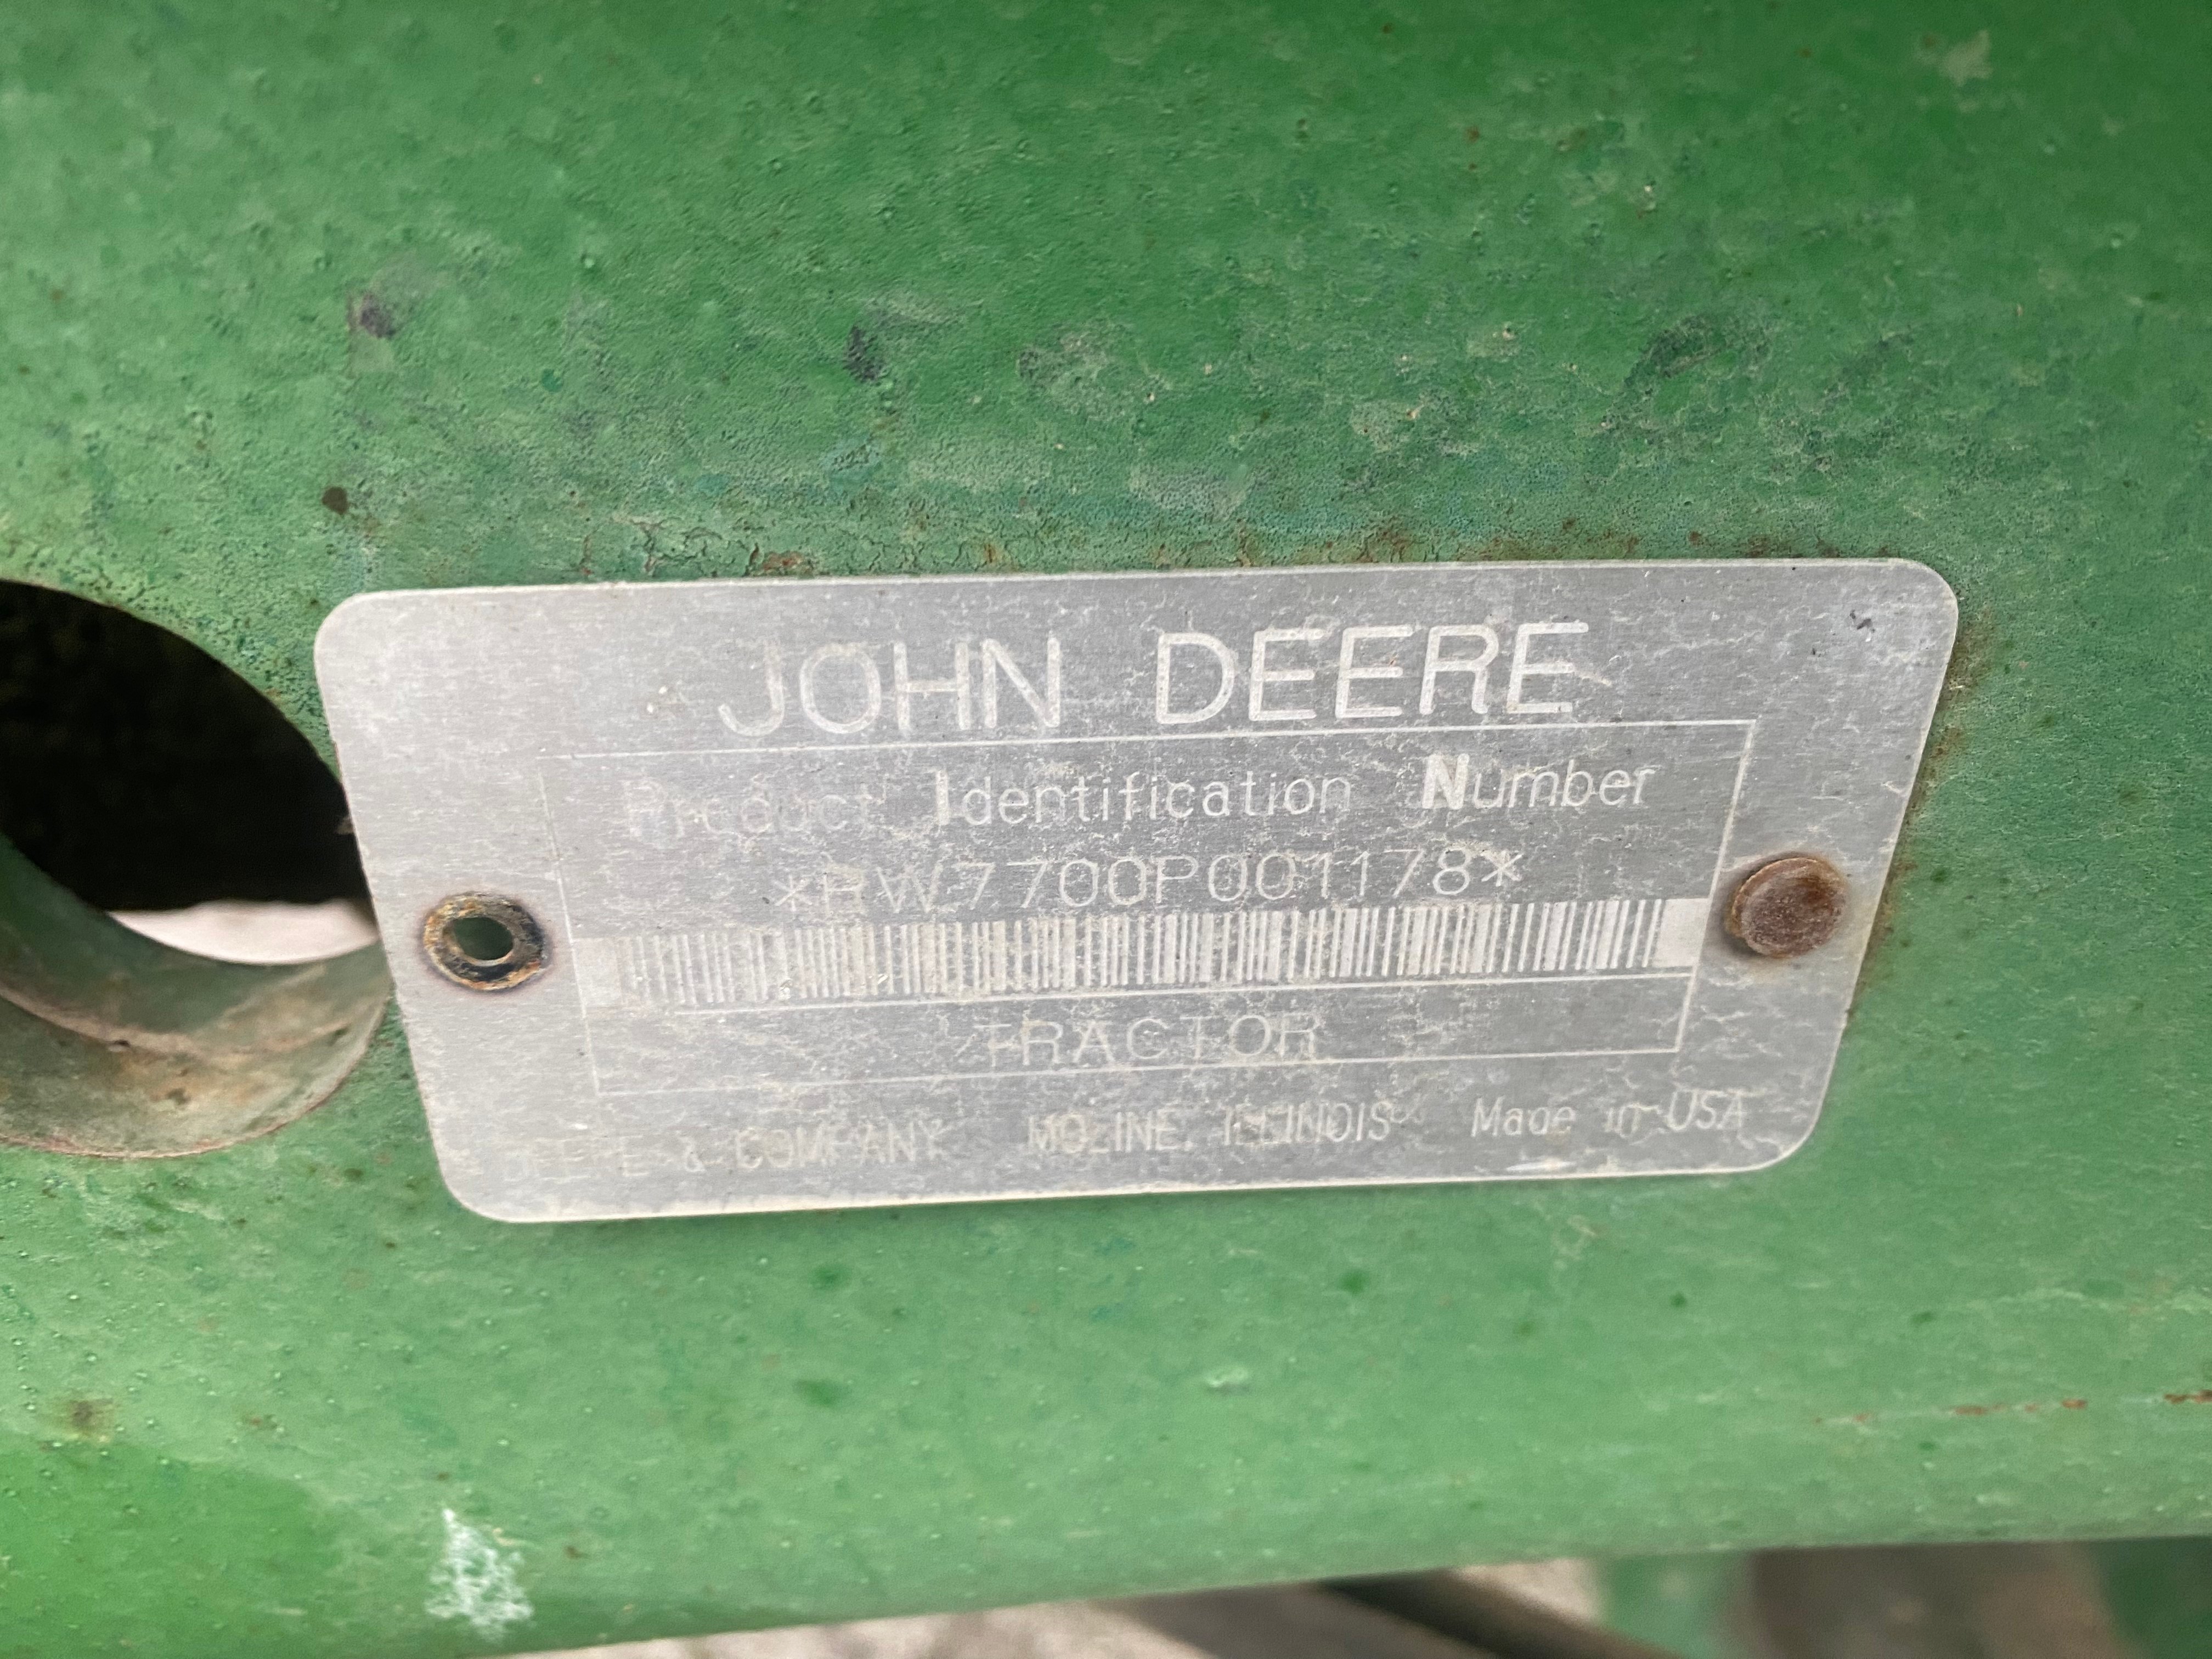 JOHN DEERE
Product Identification Number
*RW7700P001178*
TRACTOR
DEERE & COMPANY MOLINE, ILLINOIS Made in USA